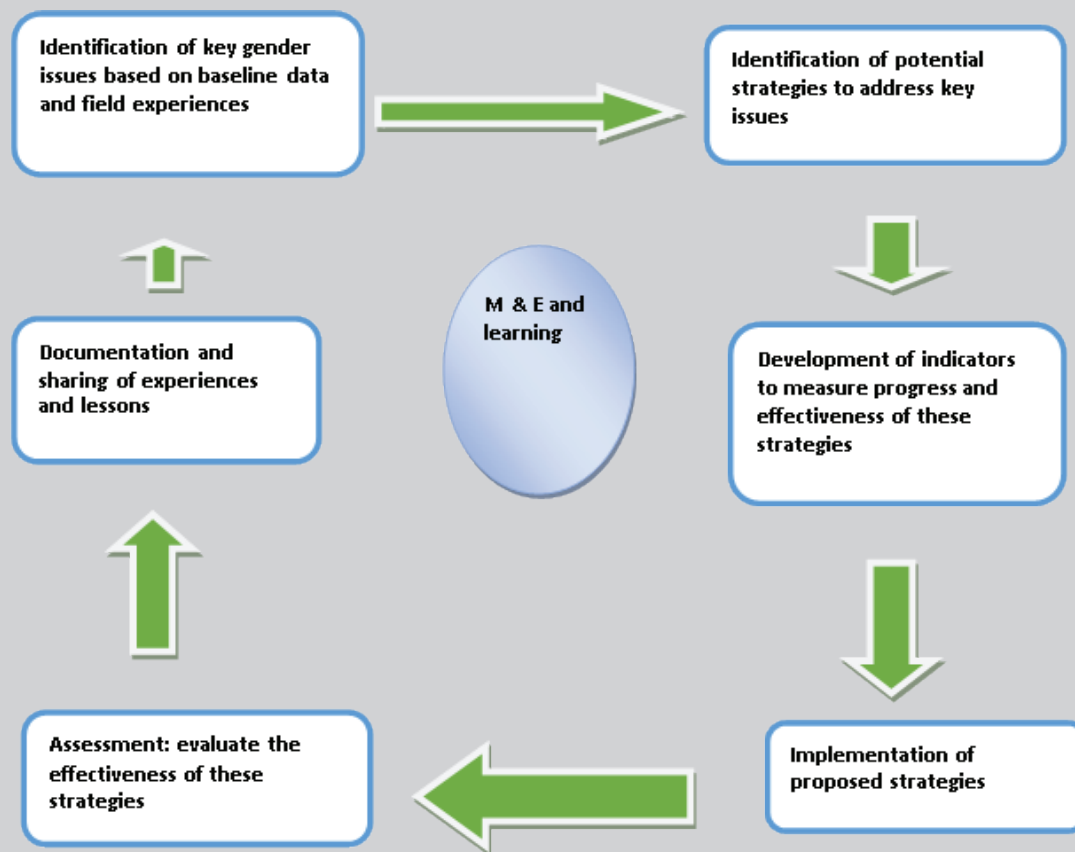 Identification of key gender
issues based on baseline data
and field experiences
Identification of potential
strategies to address key
issues
Development of indicators
to measure progress and
effectiveness of these
strategies
Implementation of
proposed strategies
Assessment: evaluate the
effectiveness of these
strategies
Documentation and
sharing of experiences
and lessons
M & E and
learning